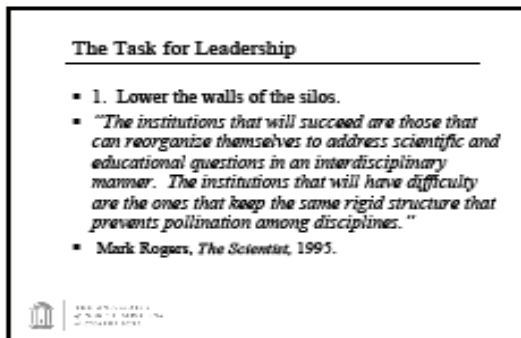 The Task for Leadership
▪ 1. Lower the walls of the silos.
▪ "The institutions that will succeed are those that
can reorganize themselves to address scientific and
educational questions in an interdisciplinary
manner. The institutions that will have difficulty
are the ones that keep the same rigid structure that
prevents pollination among disciplines."
▪ Mark Rogers, The Scientist, 1995.